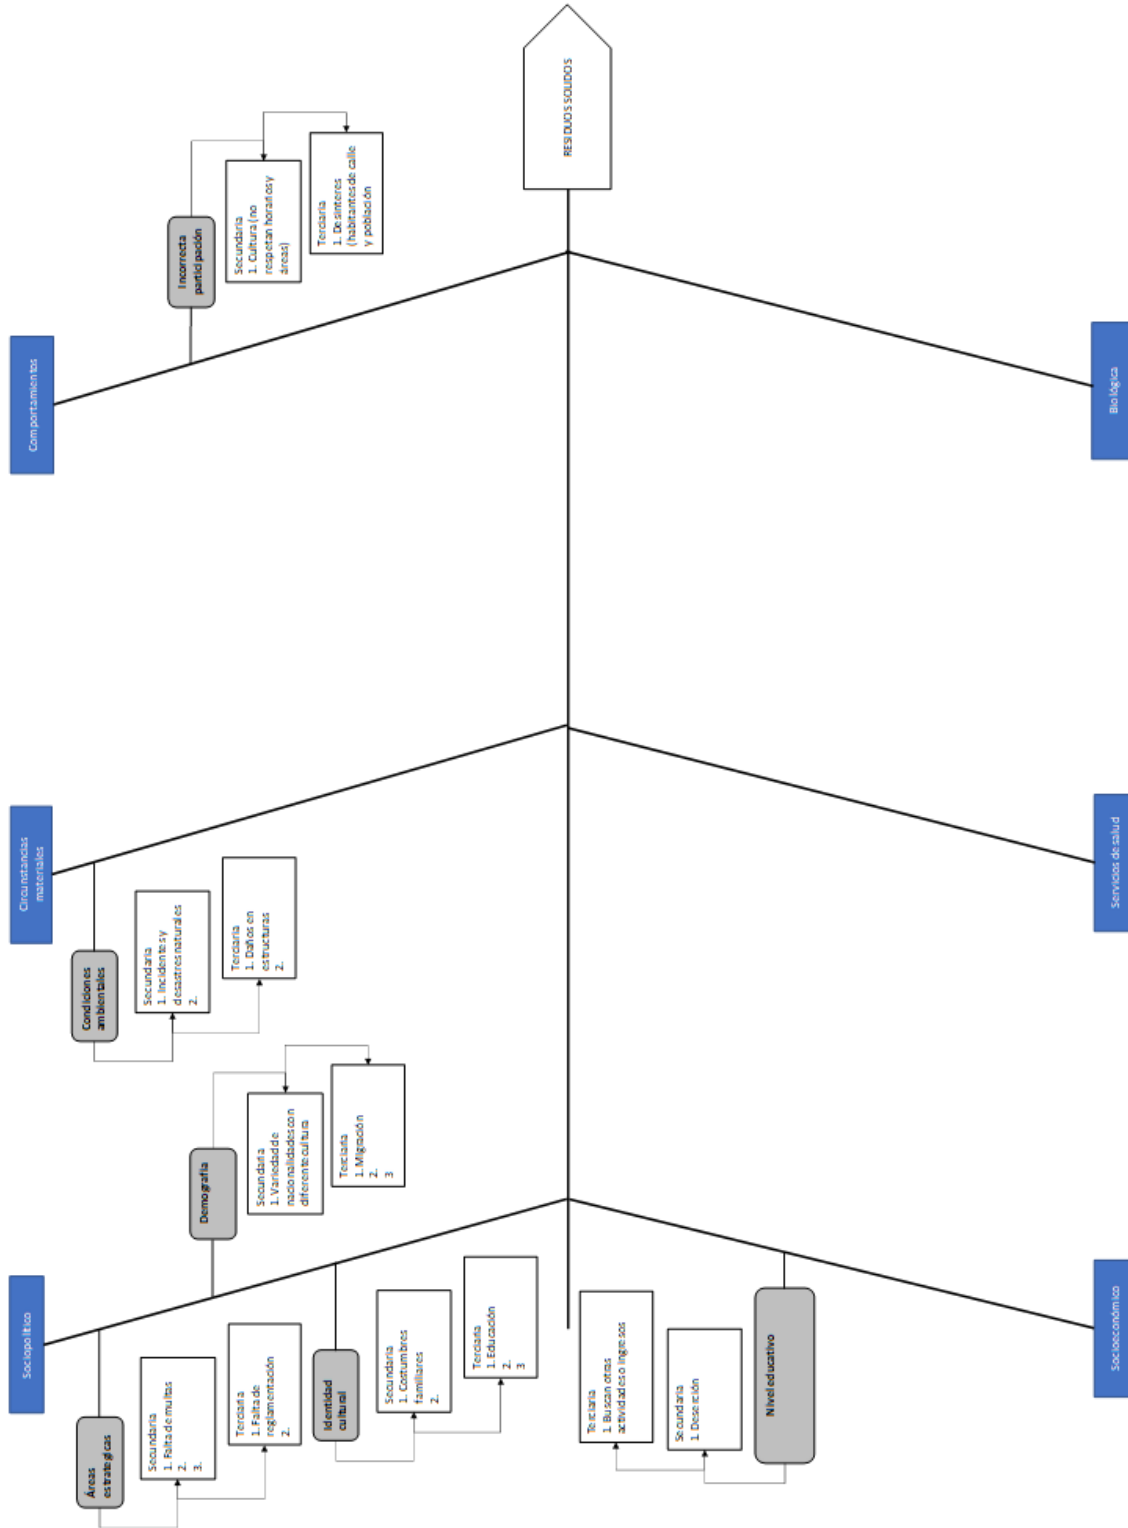 Sociopolítico
Circunstancias
materiales
Comportamientos
Áreas
estrategicas
Secundaria
1. Falta de multas
2.
3.
Terciaria
1. Falta de
reglamentación
2.
Demografía
Secundaria
1. Variedad de
nacionalidades con
diferente cultura
Terciaria
1. Migración
2.
3
Identidad
cultural
Secundaria
1. Costumbres
familiares
2.
Terciaria
1. Educación
2.
3
Condiciones
ambientales
Secundaria
1. Incidentes y
desastres naturales
2.
Terciaria
1. Daños en
estructuras
2.
Incorrecta
participación
Secundaria
1. Cultura (no
respetan horarios y
áreas)
Terciaria
1. Desinteres
(habitantes de calle
y población
RESIDUOS SOLIDOS
Terciaria
1. Buscan otras
actividades o ingresos
Secundaria
1. Deserción
Nivel educativo
Socioeconómico
Servicios de salud
Biológica